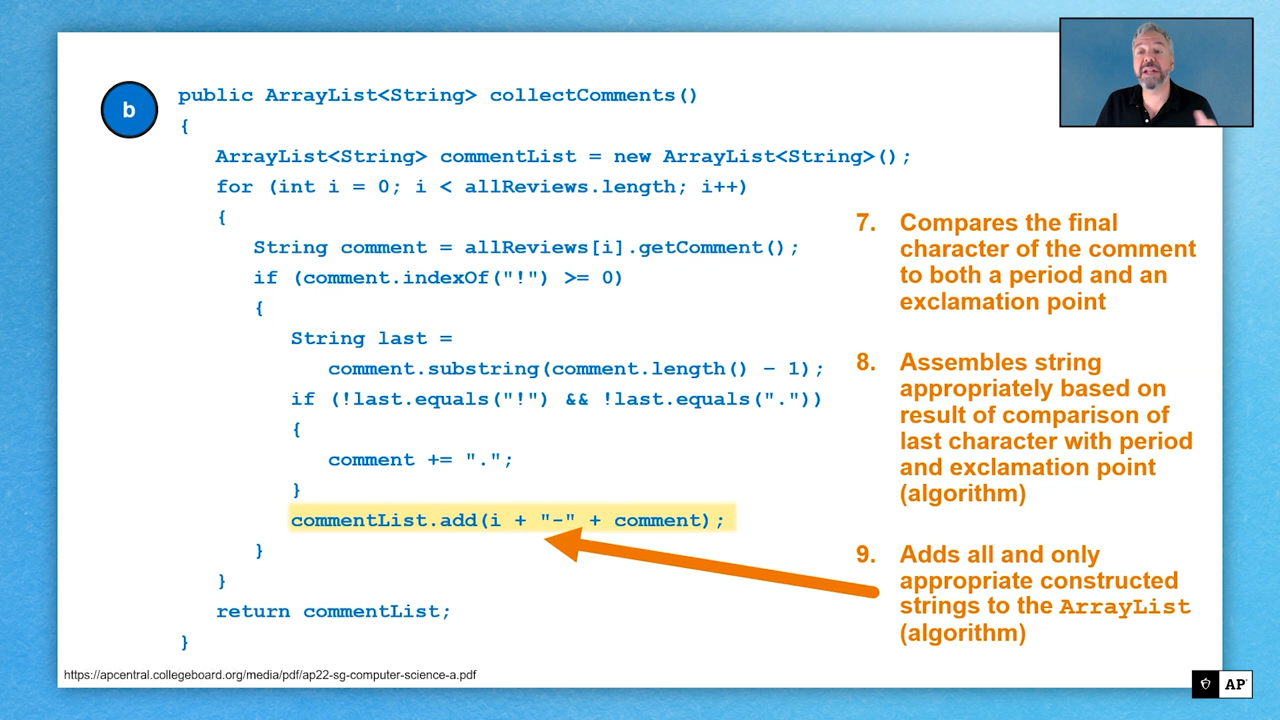 b
public ArrayList<String> collectComments()
{
ArrayList<String> commentList = new ArrayList<String>();
for (int i = 0; i < allReviews.length; i++)
{
String comment = allReviews[i].getComment();
if (comment.indexOf("!") >= 0)
{
String last =
comment.substring(comment.length() – 1);
if (!last.equals("!") && !last.equals("."))
{
comment += ".";
}
commentList.add(i + "-" + comment);
}
}
return commentList;
}
7. Compares the final
character of the comment
to both a period and an
exclamation point
8. Assembles string
appropriately based on
result of comparison of
last character with period
and exclamation point
(algorithm)
9. Adds all and only
appropriate constructed
strings to the ArrayList
(algorithm)
https://apcentral.collegeboard.org/media/pdf/ap22-sg-computer-science-a.pdf
AP